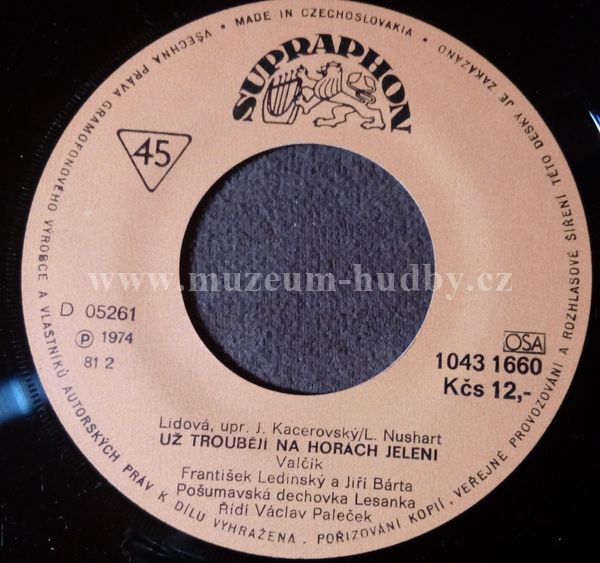 VŠECHNA PRÁVA GRAMOFONOVÉHO VÝROBCE A VLASTNÍKŮ AUTORSKÝCH PRÁV K DÍLU VYHRAŽENA. POŘIZOVÁNÍ KOPIÍ, VEŘEJNÉ PROVOZOVÁNÍ A ROZHLASOVÉ ŠÍŘENÍ TÉTO DESKY JE ZAKÁZÁNO • MADE IN CZECHOSLOVAKIA •
SUPRAPHON
45
www.muzeum-hudby.cz
D 05261
Ⓟ 1974
81 2
OSA
1043 1660
Kčs 12,-
Lidová, upr. J. Kacerovský/L. Nushart
UŽ TROUBĚJÍ NA HORÁCH JELENI
Valčík
František Ledinský a Jiří Bárta
Pošumavská dechovka Lesanka
Řídí Václav Paleček